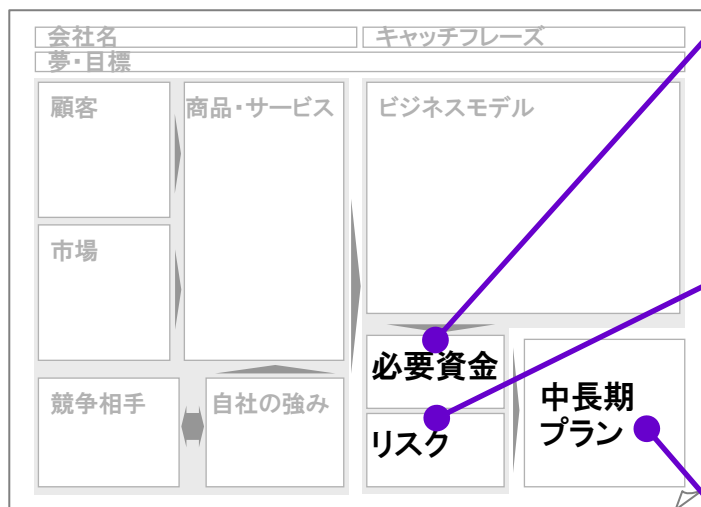 会社名
キャッチフレーズ
夢・目標
顧客
商品・サービス
ビジネスモデル
市場
必要資金
競争相手
自社の強み
リスク
中長期
プラン